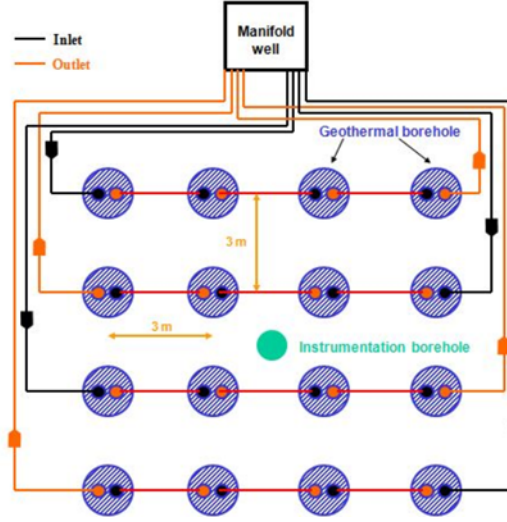 Manifold
well
Inlet
Outlet
Geothermal borehole
3 m
3 m
Instrumentation borehole